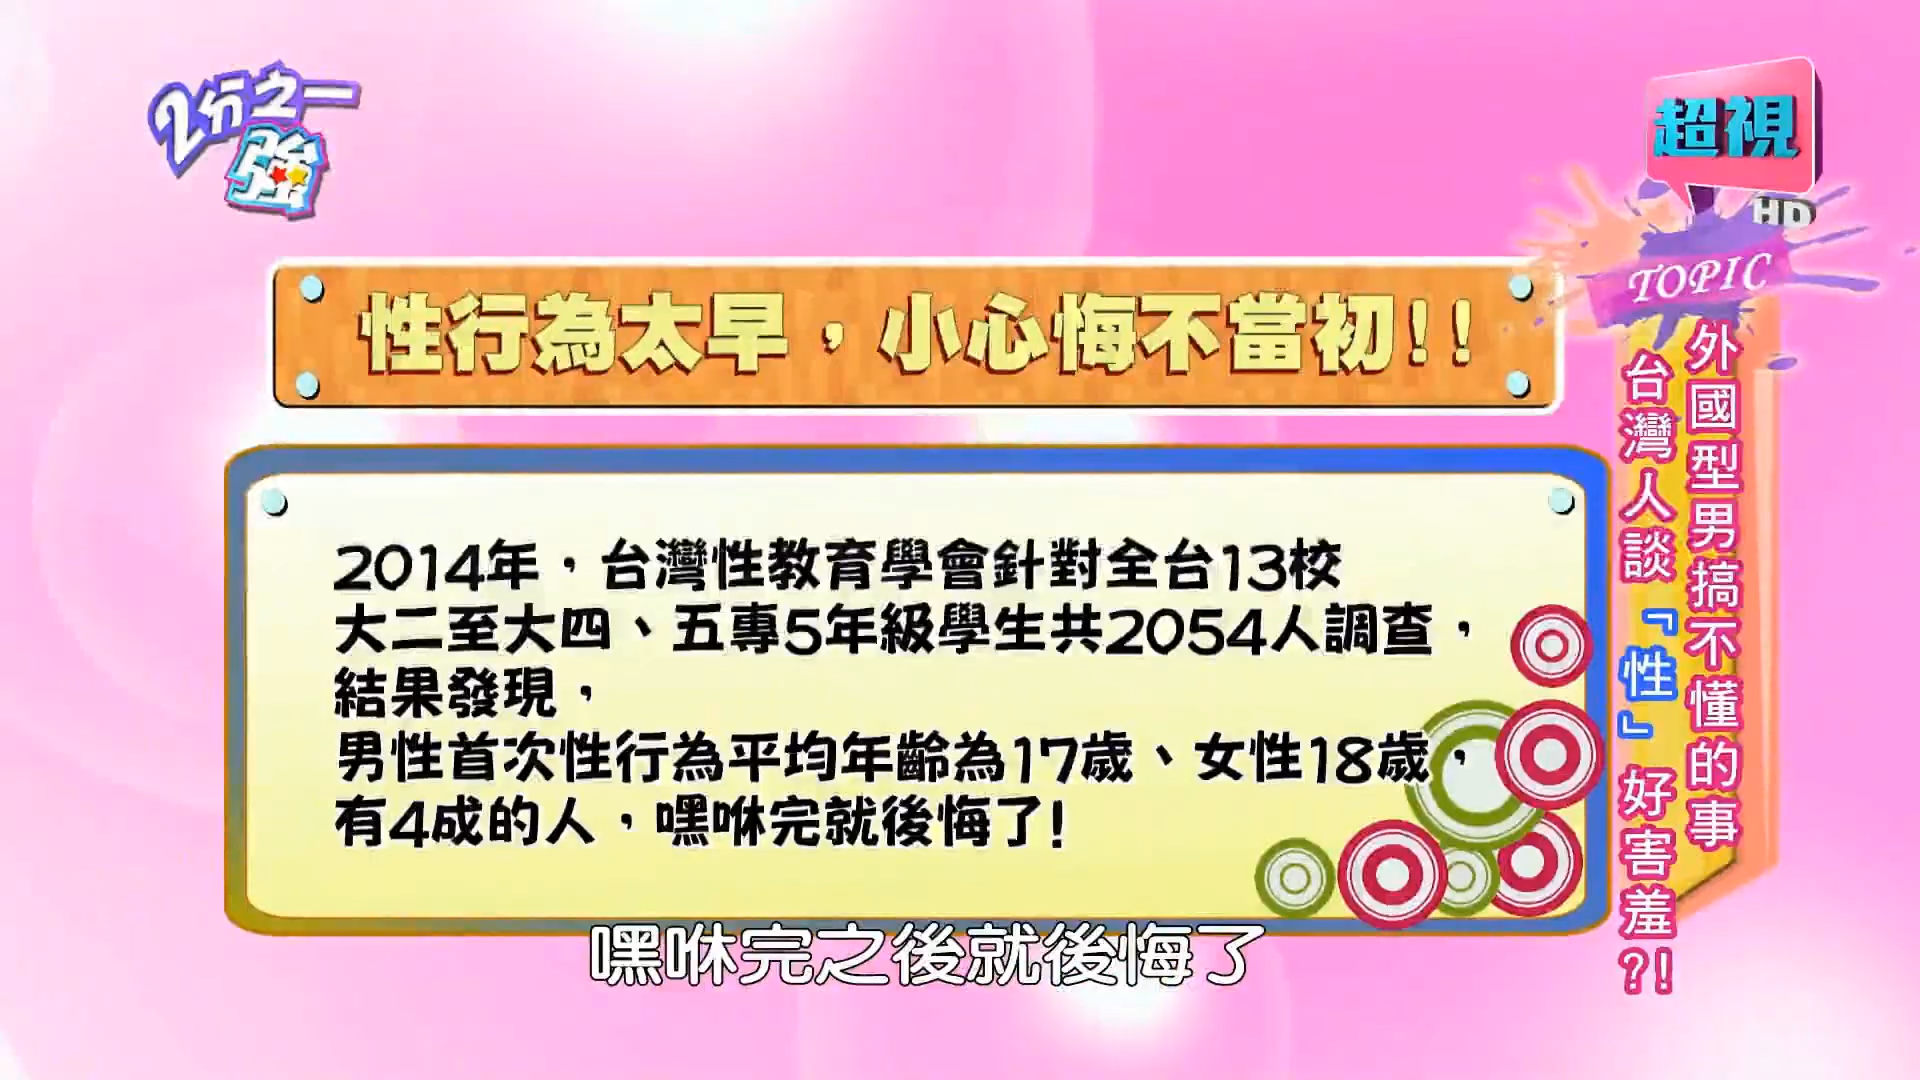 2分之一強
超視
HD
TOPIC
外國型男搞不懂的事
台灣人談『性』好害羞?!
性行為太早，小心悔不當初!!
2014年，台灣性教育學會針對全台13校
大二至大四、五專5年級學生共2054人調查，
結果發現，
男性首次性行為平均年齡為17歲、女性18歲，
有4成的人，嘿咻完就後悔了!
嘿咻完之後就後悔了